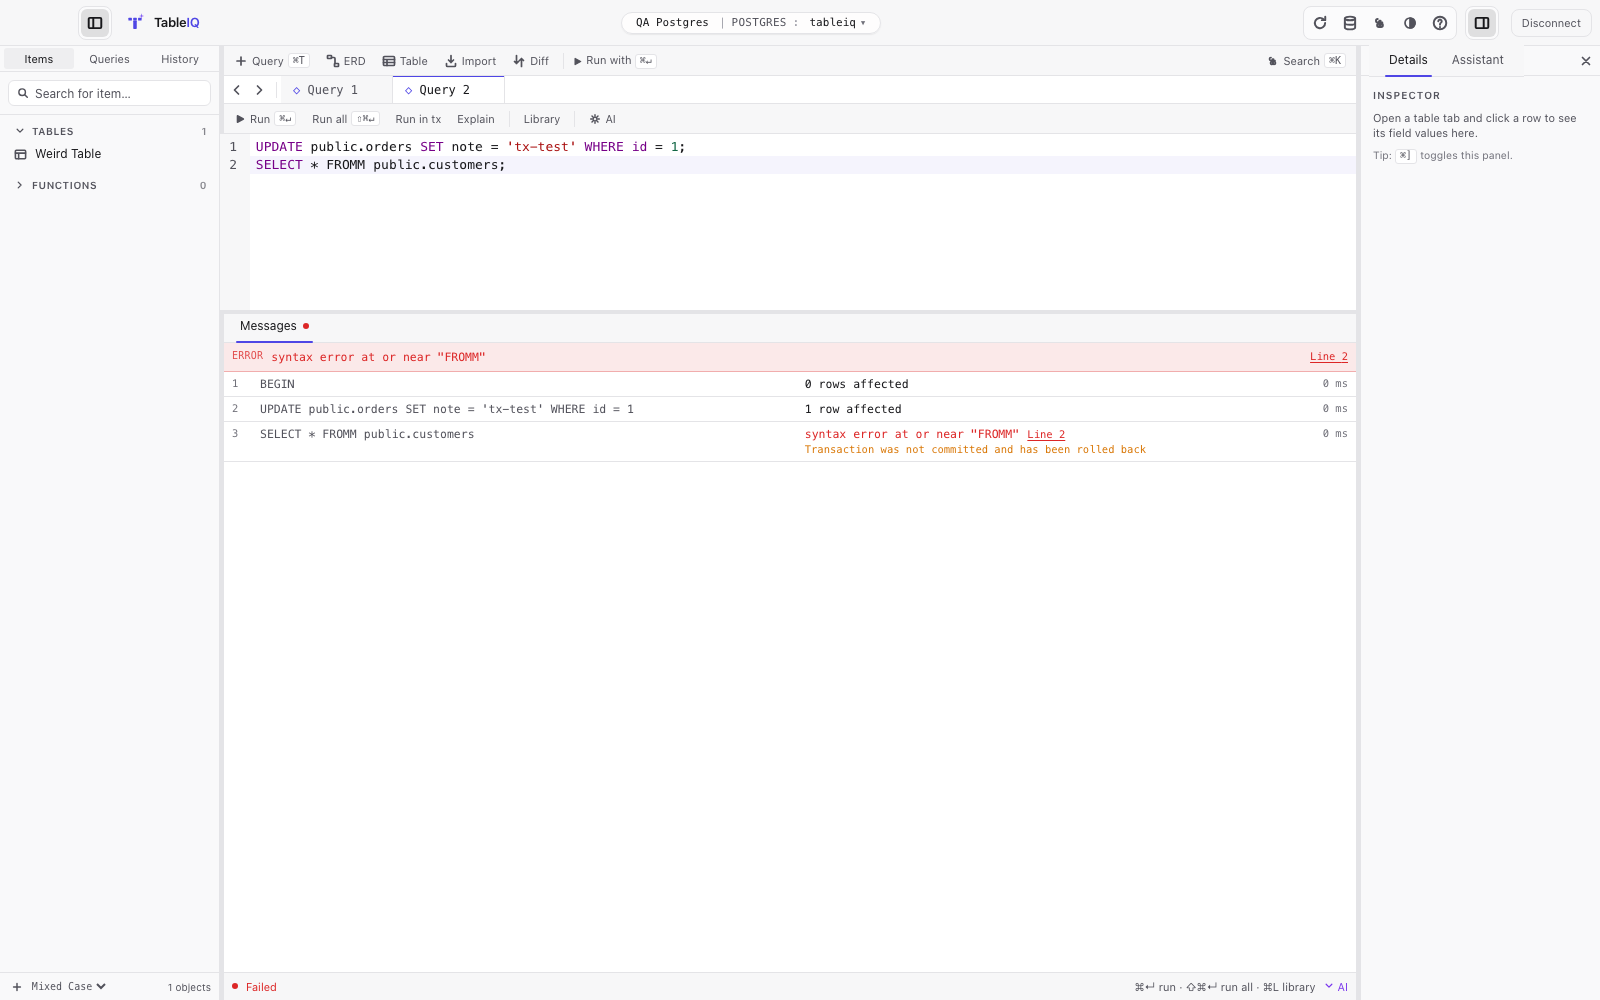 TableIQ
QA Postgres | POSTGRES : tableiq ▾
Disconnect
Items Queries History
Search for item...
TABLES 1
Weird Table
FUNCTIONS 0
Query ⌘T ERD Table Import Diff Run with ⌘↵ Search ⌘K
Query 1 Query 2
Run ⌘↵ Run all ⇧⌘↵ Run in tx Explain Library AI
1 UPDATE public.orders SET note = 'tx-test' WHERE id = 1;
2 SELECT * FROMM public.customers;
Messages
ERROR syntax error at or near "FROMM" Line 2
1 BEGIN 0 rows affected 0 ms
2 UPDATE public.orders SET note = 'tx-test' WHERE id = 1 1 row affected 0 ms
3 SELECT * FROMM public.customers syntax error at or near "FROMM" Line 2 0 ms
Transaction was not committed and has been rolled back
Details Assistant
INSPECTOR
Open a table tab and click a row to see
its field values here.
Tip: ⌘] toggles this panel.
Mixed Case 1 objects
Failed
⌘↵ run · ⇧⌘↵ run all · ⌘L library AI